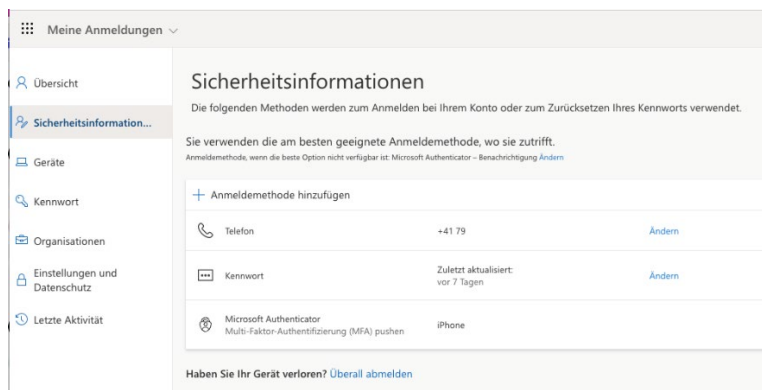 Meine Anmeldungen
Übersicht
Sicherheitsinformation...
Geräte
Kennwort
Organisationen
Einstellungen und
Datenschutz
Letzte Aktivität
Sicherheitsinformationen
Die folgenden Methoden werden zum Anmelden bei Ihrem Konto oder zum Zurücksetzen Ihres Kennworts verwendet.
Sie verwenden die am besten geeignete Anmeldemethode, wo sie zutrifft.
Anmeldemethode, wenn die beste Option nicht verfügbar ist: Microsoft Authenticator – Benachrichtigung Ändern
+ Anmeldemethode hinzufügen
Telefon +41 79 Ändern
Kennwort Zuletzt aktualisiert: Ändern
vor 7 Tagen
Microsoft Authenticator
Multi-Faktor-Authentifizierung (MFA) pushen iPhone
Haben Sie Ihr Gerät verloren? Überall abmelden